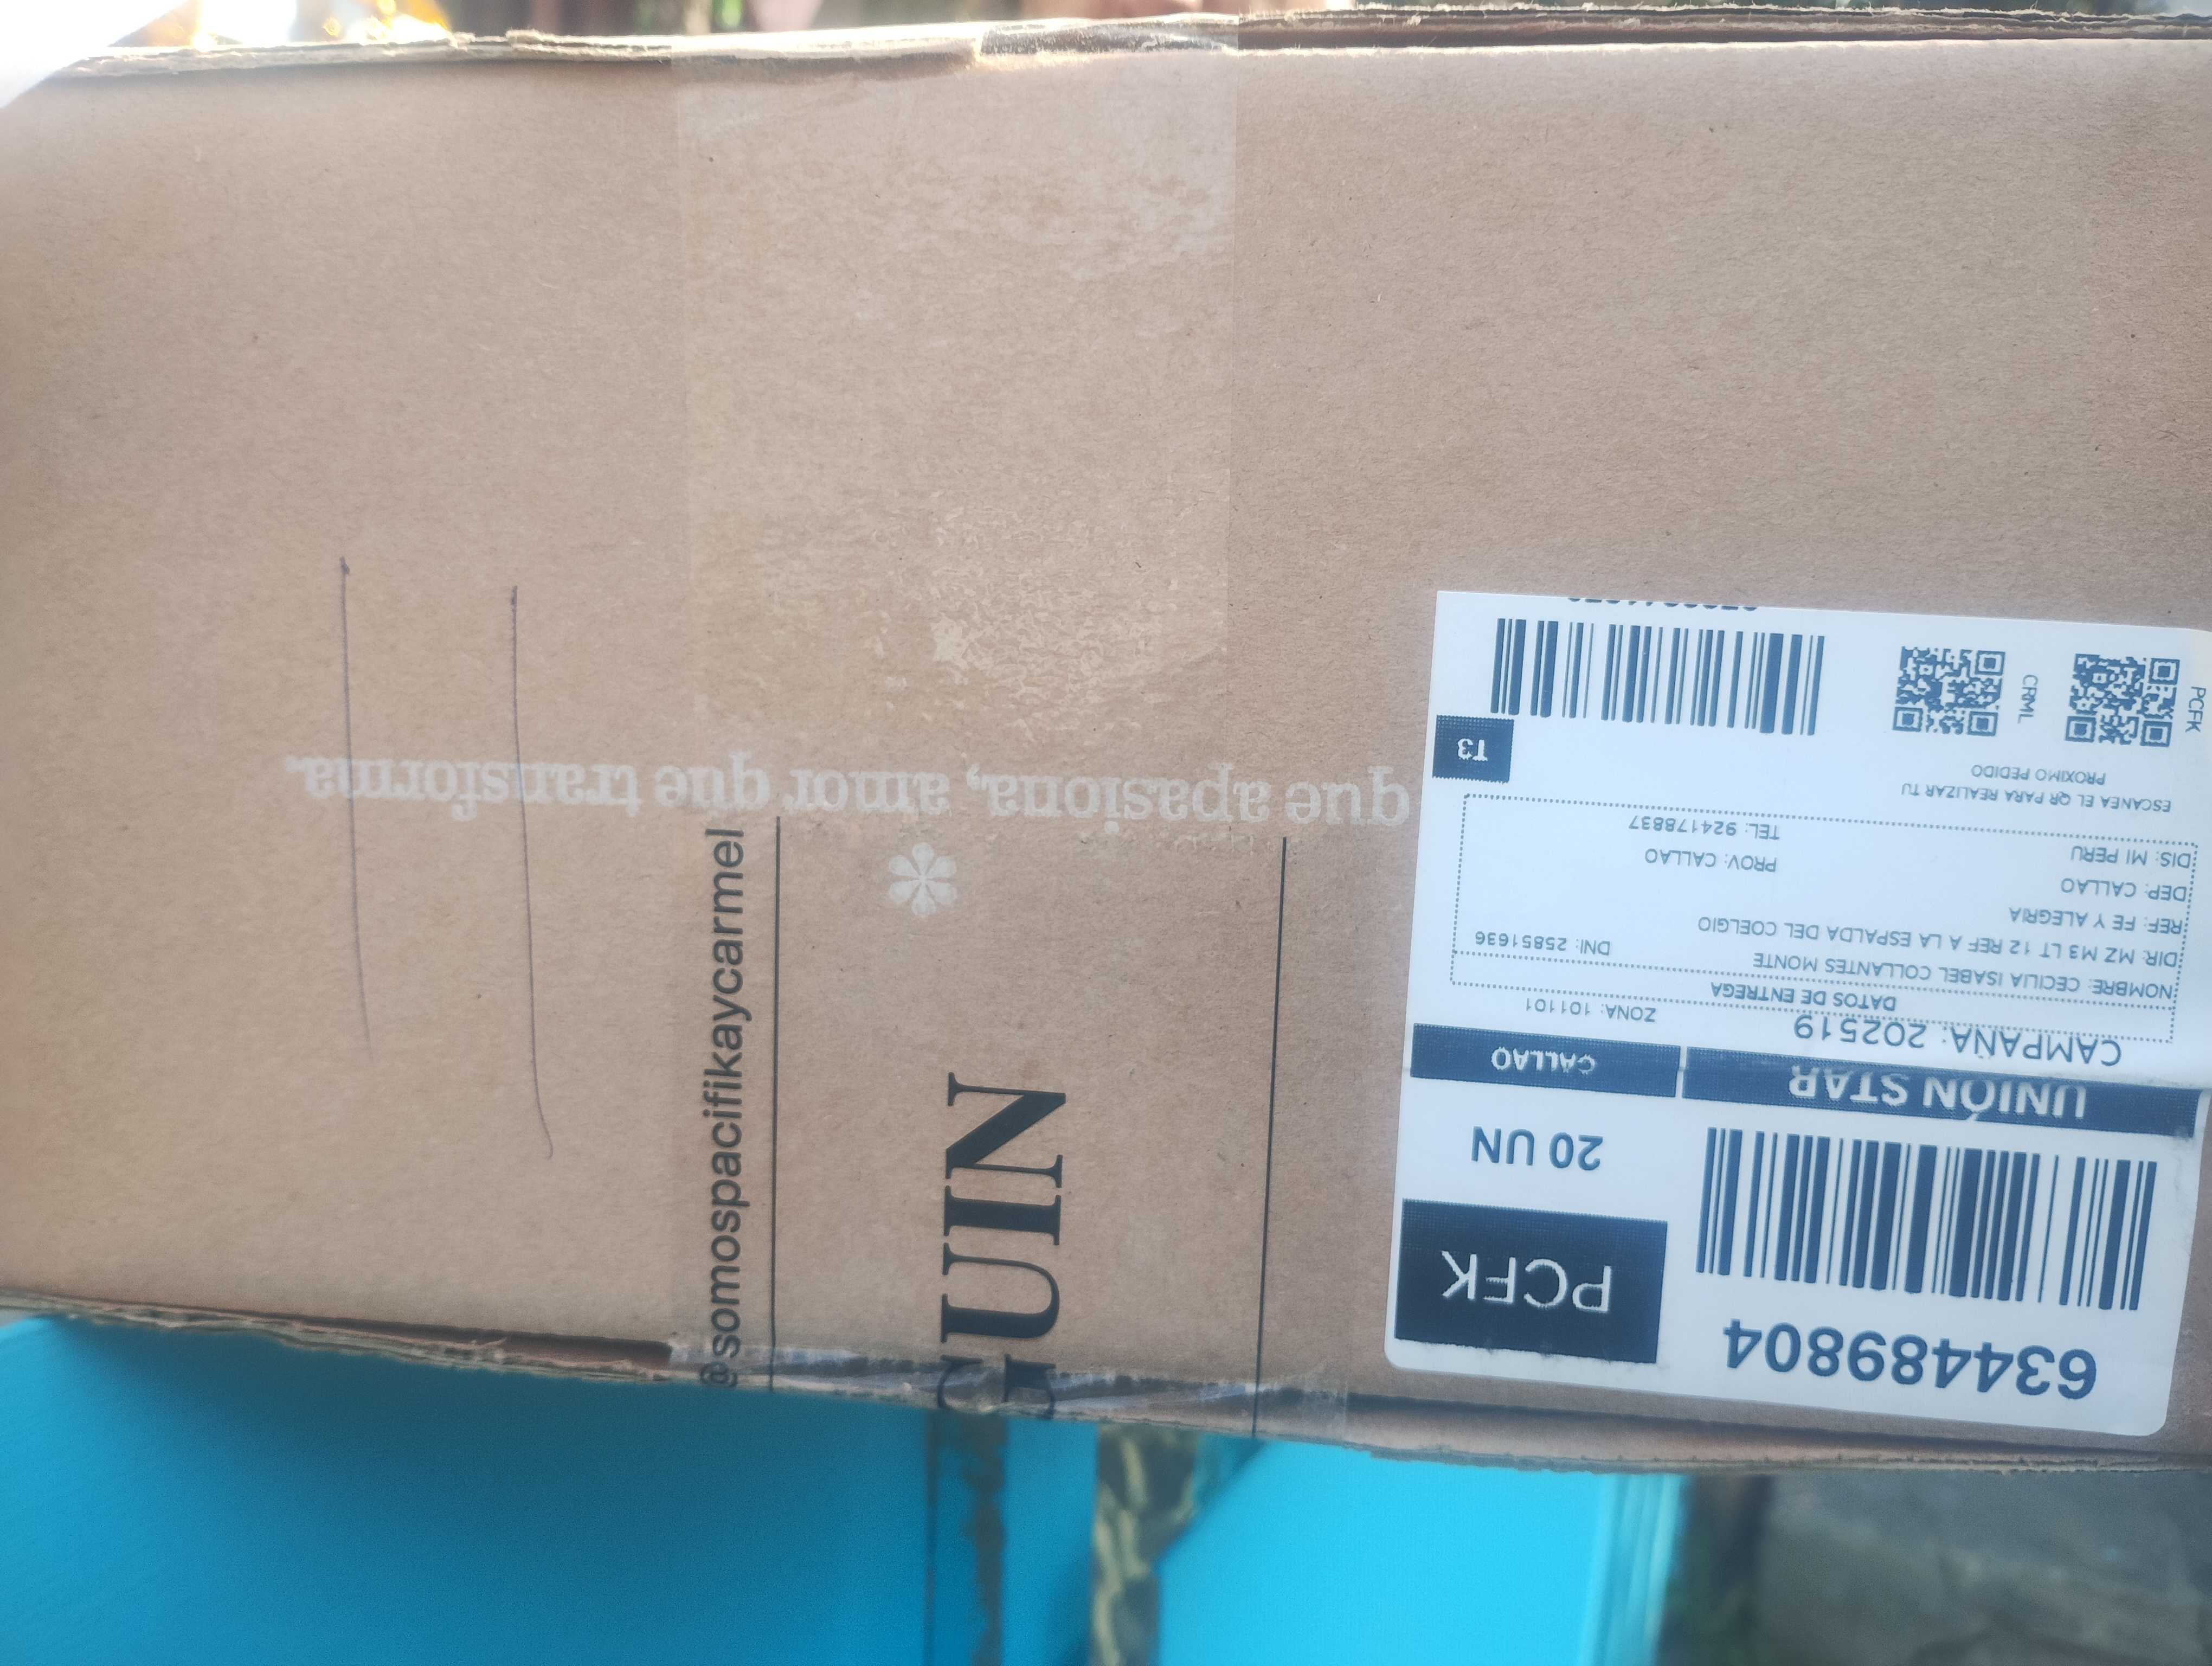 634489804
PCFK
20 UN
UNIÓN STAR
CALLAO
CAMPAÑA: 202519
ZONA: 101101
DATOS DE ENTREGA
NOMBRE: CECILIA ISABEL COLLANTES MONTE
DNI: 25851636
DIR: MZ M3 LT 12 REF A LA ESPALDA DEL COELGIO
REF: FE Y ALEGRIA
DEP: CALLAO
PROV: CALLAO
DIS: MI PERU
TEL: 924178837
ESCANEA EL QR PARA REALIZAR TU
PROXIMO PEDIDO
T3
PCFK
CRML
que apasiona, amor que transforma.
@somospacifikaycarmel
GUIN